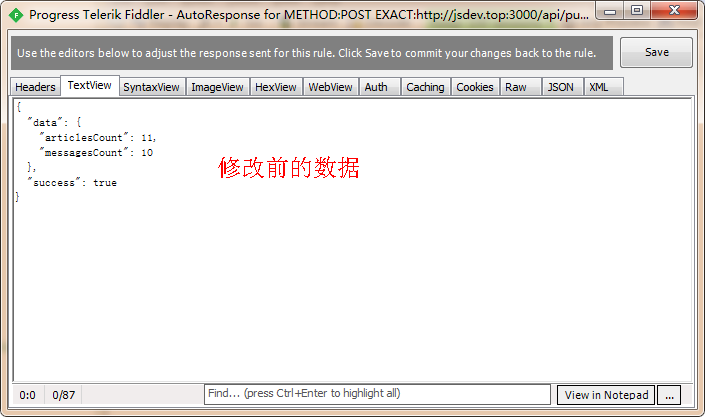 Progress Telerik Fiddler - AutoResponse for METHOD:POST EXACT:http://jsdev.top:3000/api/pu...
Use the editors below to adjust the response sent for this rule. Click Save to commit your changes back to the rule.
Save
Headers TextView SyntaxView ImageView HexView WebView Auth Caching Cookies Raw JSON XML
{
"data": {
"articlesCount": 11,
"messagesCount": 10
},
"success": true
}
修改前的数据
0:0 0/87 Find... (press Ctrl+Enter to highlight all) View in Notepad ...